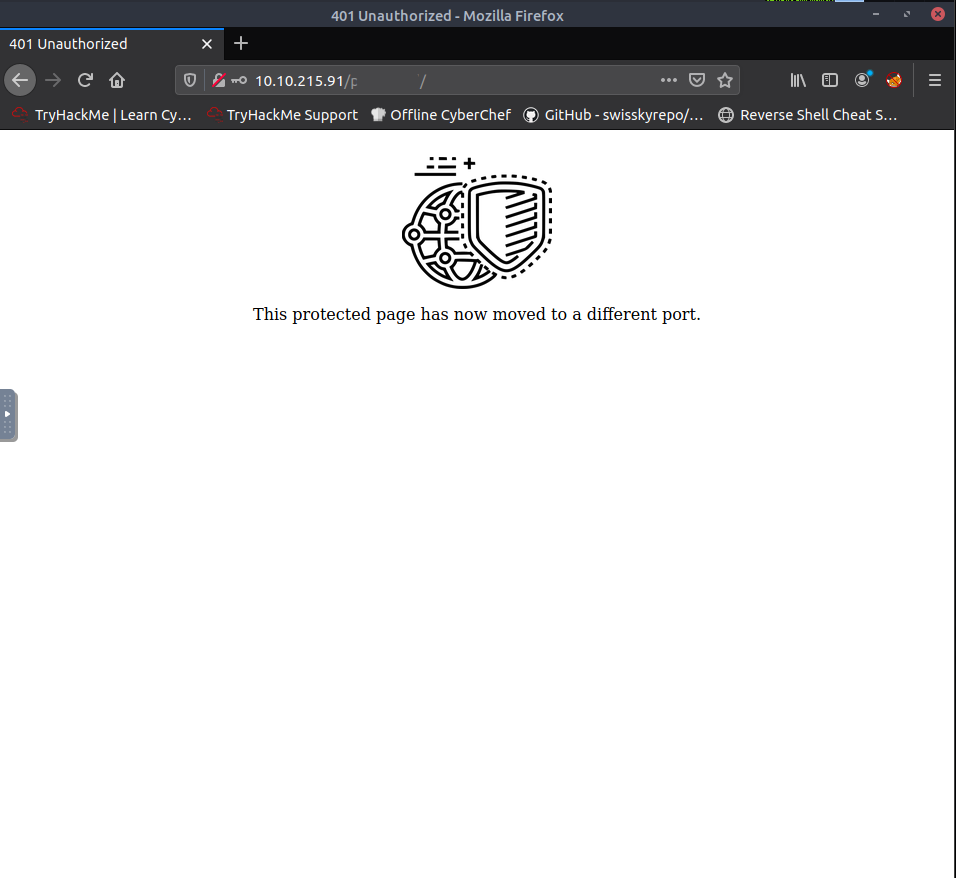 401 Unauthorized - Mozilla Firefox
401 Unauthorized
10.10.215.91/p /
TryHackMe | Learn Cy… TryHackMe Support Offline CyberChef GitHub - swisskyrepo/… Reverse Shell Cheat S…
This protected page has now moved to a different port.